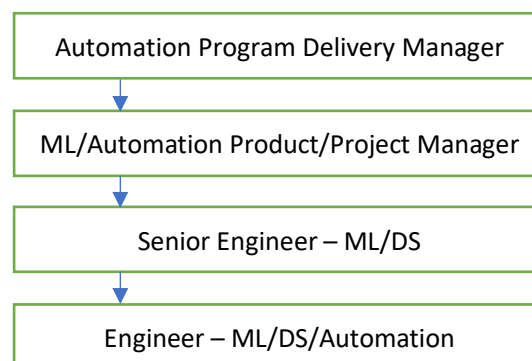 Automation Program Delivery Manager
ML/Automation Product/Project Manager
Senior Engineer – ML/DS
Engineer – ML/DS/Automation